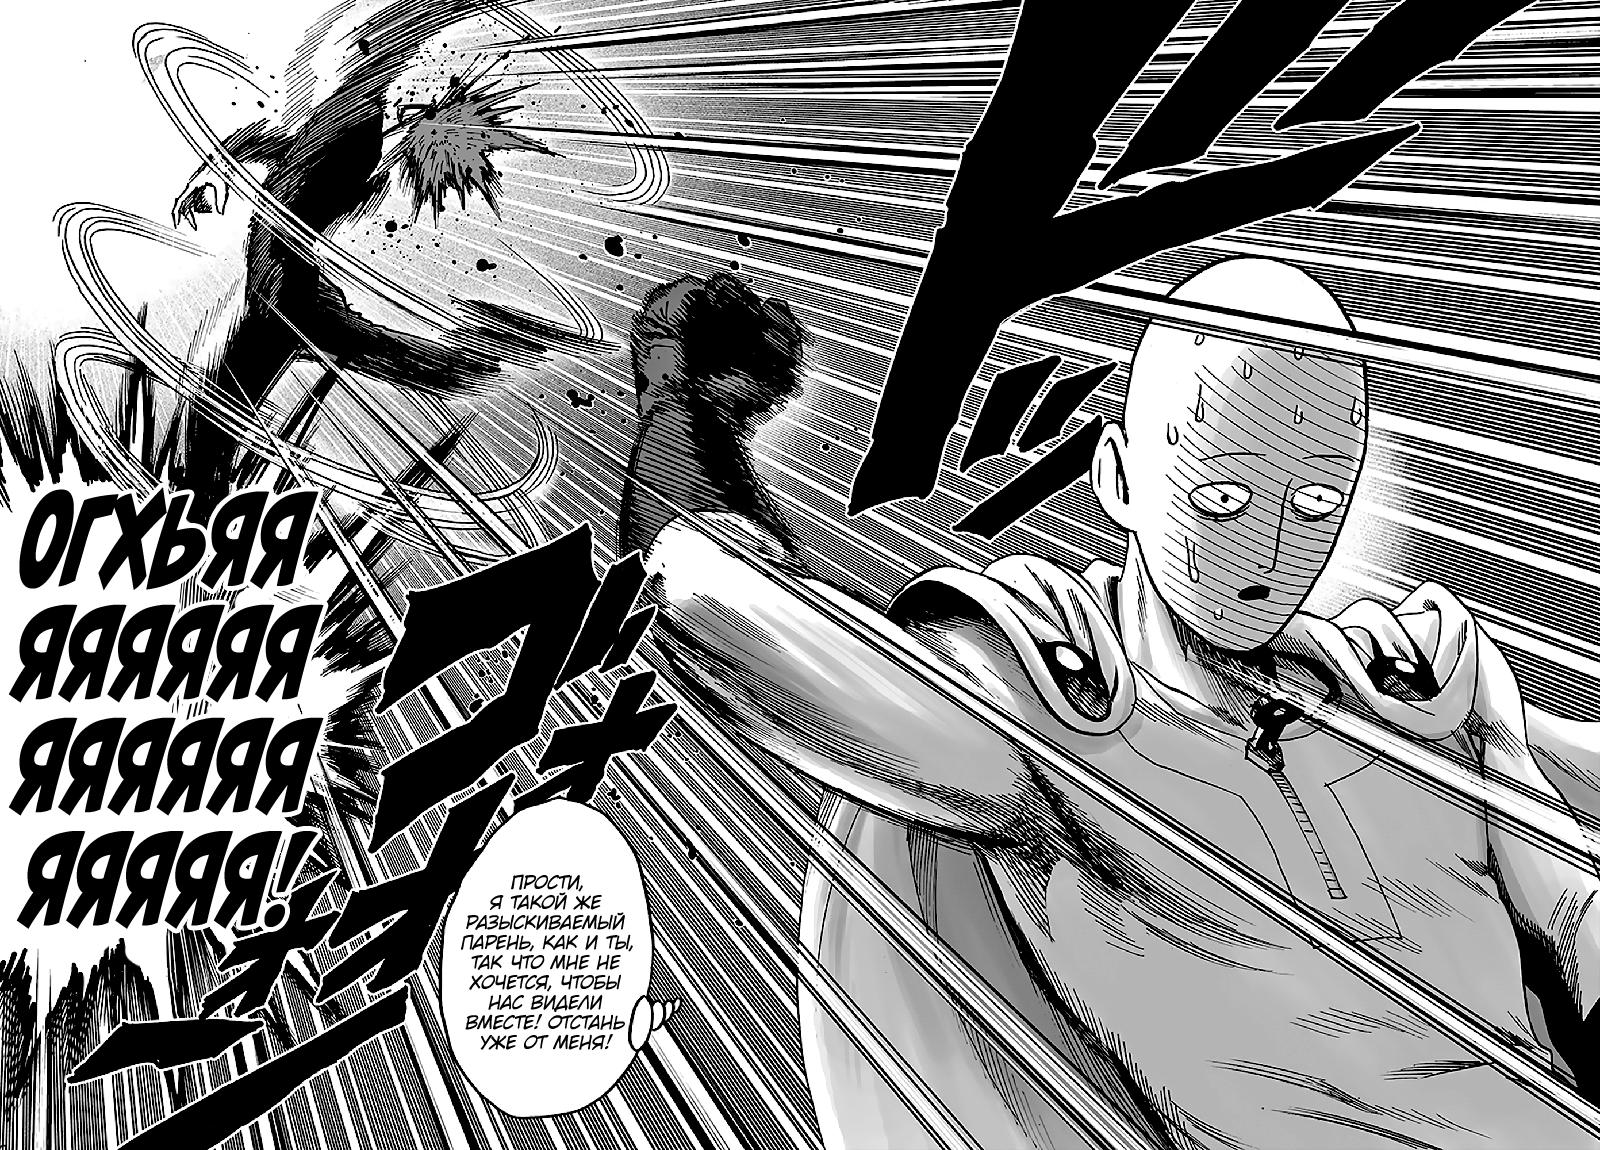 ОГХЬЯЯ
ЯЯЯЯЯЯ
ЯЯЯЯЯЯ
ЯЯЯЯЯ!
ПРОСТИ,
Я ТАКОЙ ЖЕ
РАЗЫСКИВАЕМЫЙ
ПАРЕНЬ, КАК И ТЫ,
ТАК ЧТО МНЕ НЕ
ХОЧЕТСЯ, ЧТОБЫ
НАС ВИДЕЛИ
ВМЕСТЕ! ОТСТАНЬ
УЖЕ ОТ МЕНЯ!